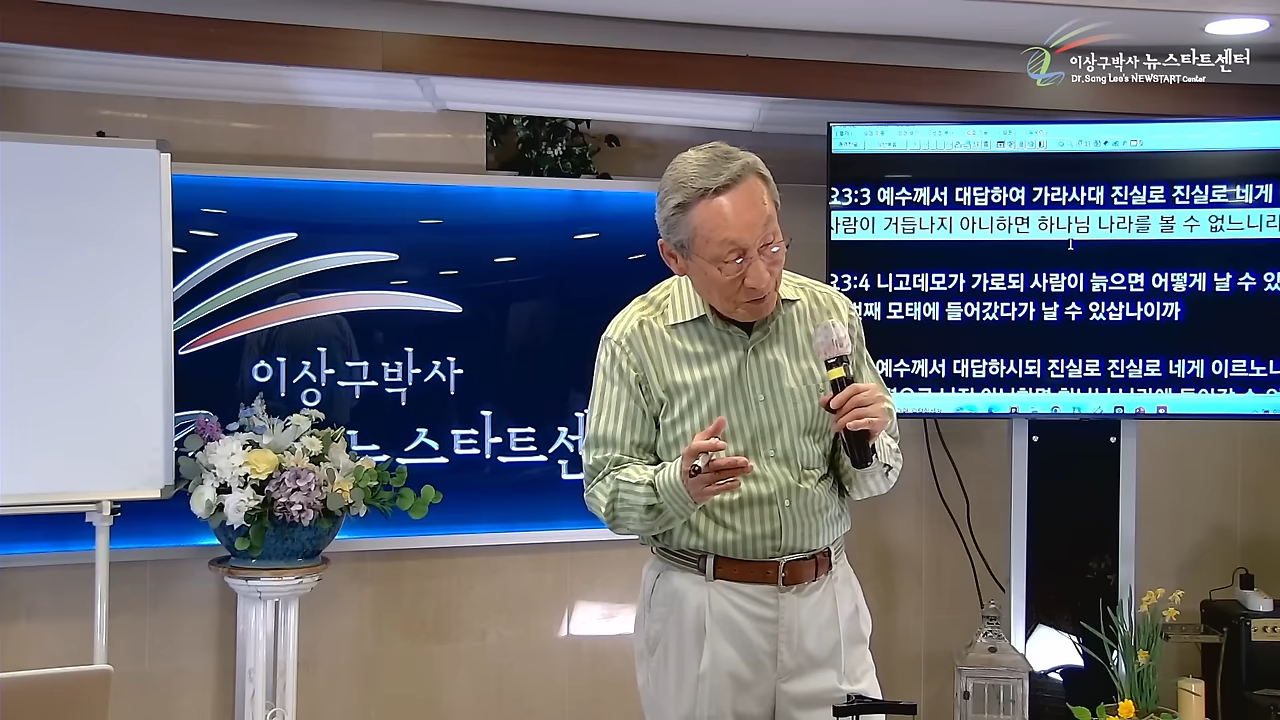 이상구박사 뉴스타트센터
Dr. Sang Lee's NEWSTART Center
이상구박사
뉴스타트센
요3:3 예수께서 대답하여 가라사대 진실로 진실로 네게
사람이 거듭나지 아니하면 하나님 나라를 볼 수 없느니라
요3:4 니고데모가 가로되 사람이 늙으면 어떻게 날 수 있
번째 모태에 들어갔다가 날 수 있삽나이까
예수께서 대답하시되 진실로 진실로 네게 이르노니